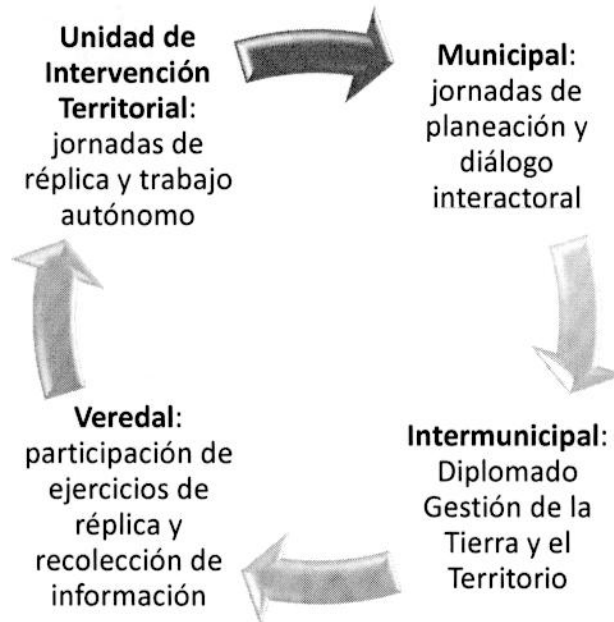 Unidad de
Intervención
Territorial:
jornadas de
réplica y trabajo
autónomo
Municipal:
jornadas de
planeación y
diálogo
interactoral
Intermunicipal:
Diplomado
Gestión de la
Tierra y el
Territorio
Veredal:
participación de
ejercicios de
réplica y
recolección de
información